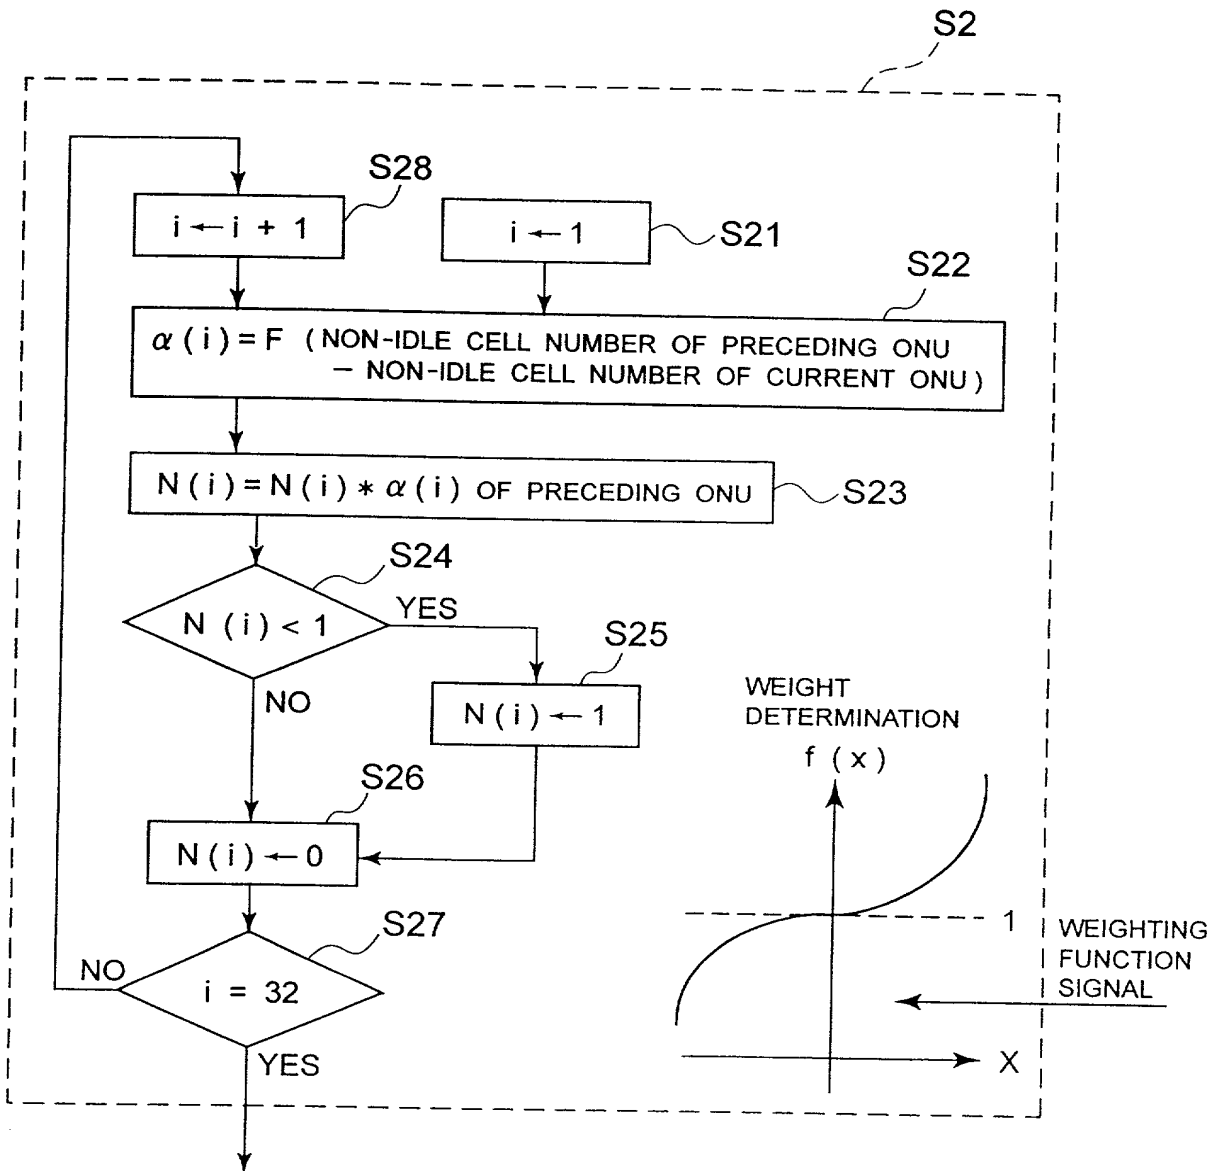 S2
S28
i ← i + 1
i ← 1
S21
S22
α(i)=F (NON-IDLE CELL NUMBER OF PRECEDING ONU
− NON-IDLE CELL NUMBER OF CURRENT ONU)
N(i)=N(i)*α(i) OF PRECEDING ONU
S23
S24
N (i) < 1
YES
NO
S25
N(i) ← 1
S26
N(i) ← 0
S27
i = 32
NO
YES
WEIGHT
DETERMINATION
f (x)
1
X
WEIGHTING
FUNCTION
SIGNAL